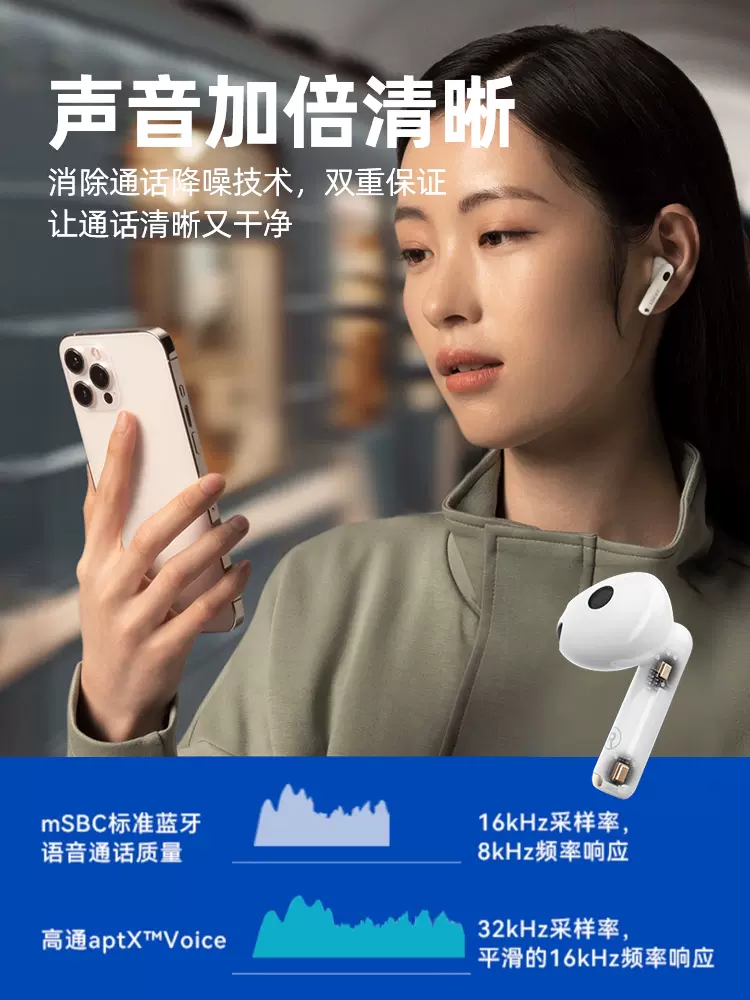 声音加倍清晰
消除通话降噪技术，双重保证
让通话清晰又干净
mSBC标准蓝牙
语音通话质量
16kHz采样率，
8kHz频率响应
高通aptX™Voice
32kHz采样率，
平滑的16kHz频率响应